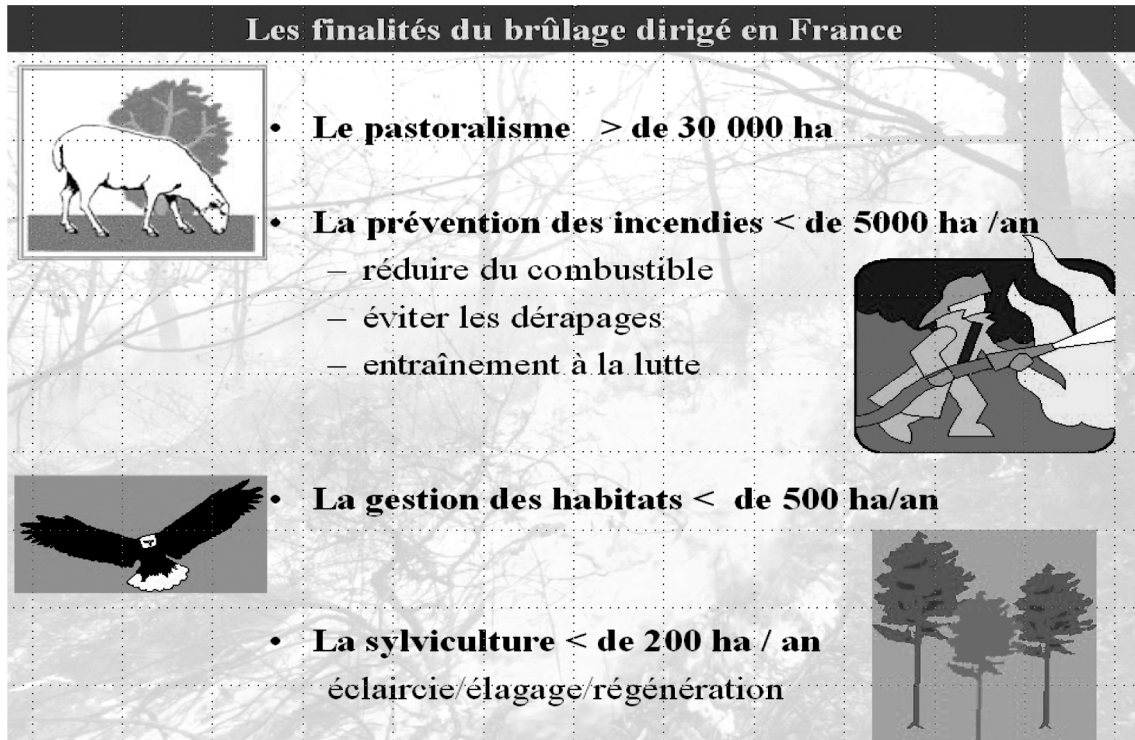 Les finalités du brûlage dirigé en France
• Le pastoralisme > de 30 000 ha
• La prévention des incendies < de 5000 ha /an
– réduire du combustible
– éviter les dérapages
– entraînement à la lutte
• La gestion des habitats < de 500 ha/an
• La sylviculture < de 200 ha / an
éclaircie/élagage/régénération